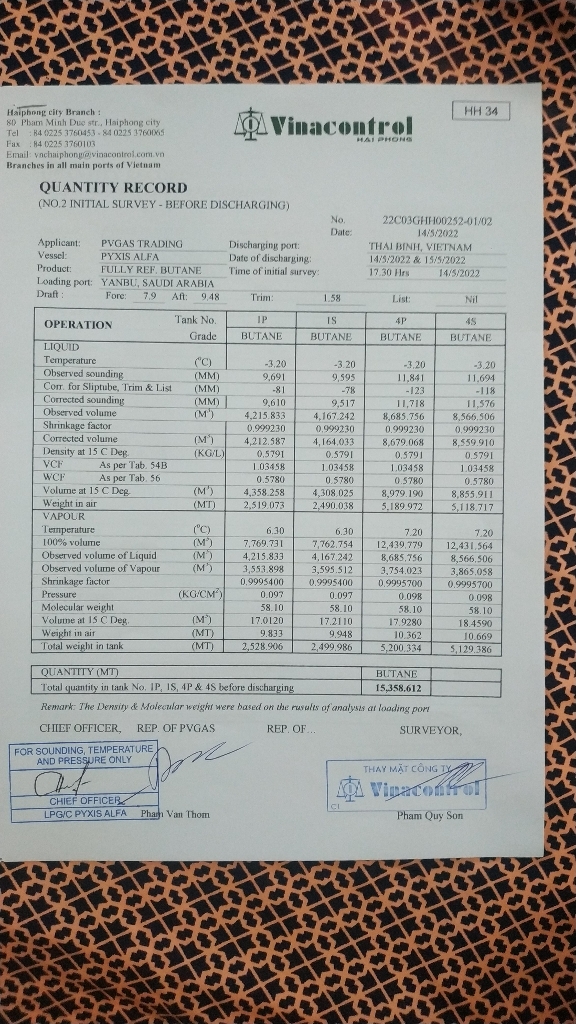 Haiphong city Branch :
80 Pham Minh Duc str., Haiphong city
Tel : 84 0225 3760453 - 84 0225 3760065
Fax : 84 0225 3760103
Email: vnchaiphong@vinacontrol.com.vn
Branches in all main ports of Vietnam
Vinacontrol
HAI PHONG
HH 34
QUANTITY RECORD
(NO.2 INITIAL SURVEY - BEFORE DISCHARGING)
No. 22C03GHH00252-01/02
Date: 14/5/2022
Applicant: PVGAS TRADING Discharging port: THAI BINH, VIETNAM
Vessel: PYXIS ALFA Date of discharging: 14/5/2022 & 15/5/2022
Product: FULLY REF. BUTANE Time of initial survey: 17.30 Hrs 14/5/2022
Loading port: YANBU, SAUDI ARABIA
Draft : Fore: 7.9 Aft: 9.48 Trim: 1.58 List: Nil
OPERATION Tank No. 1P 1S 4P 4S
Grade BUTANE BUTANE BUTANE BUTANE
LIQUID
Temperature (°C) -3.20 -3.20 -3.20 -3.20
Observed sounding (MM) 9,691 9,595 11,841 11,694
Corr. for Sliptube, Trim & List (MM) -81 -78 -123 -118
Corrected sounding (MM) 9,610 9,517 11,718 11,576
Observed volume (M³) 4,215.833 4,167.242 8,685.756 8,566.506
Shrinkage factor 0.999230 0.999230 0.999230 0.999230
Corrected volume (M³) 4,212.587 4,164.033 8,679.068 8,559.910
Density at 15 C Deg. (KG/L) 0.5791 0.5791 0.5791 0.5791
VCF As per Tab. 54B 1.03458 1.03458 1.03458 1.03458
WCF As per Tab. 56 0.5780 0.5780 0.5780 0.5780
Volume at 15 C Deg. (M³) 4,358.258 4,308.025 8,979.190 8,855.911
Weight in air (MT) 2,519.073 2,490.038 5,189.972 5,118.717
VAPOUR
Temperature (°C) 6.30 6.30 7.20 7.20
100% volume (M³) 7,769.731 7,762.754 12,439.779 12,431.564
Observed volume of Liquid (M³) 4,215.833 4,167.242 8,685.756 8,566.506
Observed volume of Vapour (M³) 3,553.898 3,595.512 3,754.023 3,865.058
Shrinkage factor 0.9995400 0.9995400 0.9995700 0.9995700
Pressure (KG/CM²) 0.097 0.097 0.098 0.098
Molecular weight 58.10 58.10 58.10 58.10
Volume at 15 C Deg. (M³) 17.0120 17.2110 17.9280 18.4590
Weight in air (MT) 9.833 9.948 10.362 10.669
Total weight in tank (MT) 2,528.906 2,499.986 5,200.334 5,129.386
QUANTITY (MT) BUTANE
Total quantity in tank No. 1P, 1S, 4P & 4S before discharging 15,358.612
Remark: The Density & Molecular weight were based on the rusults of analysis at loading port
CHIEF OFFICER, REP. OF PVGAS REP. OF... SURVEYOR,
FOR SOUNDING, TEMPERATURE
AND PRESSURE ONLY
CHIEF OFFICER
LPG/C PYXIS ALFA
Pham Van Thom
THAY MẶT CÔNG TY
Vinacontrol
C1
Pham Quy Son